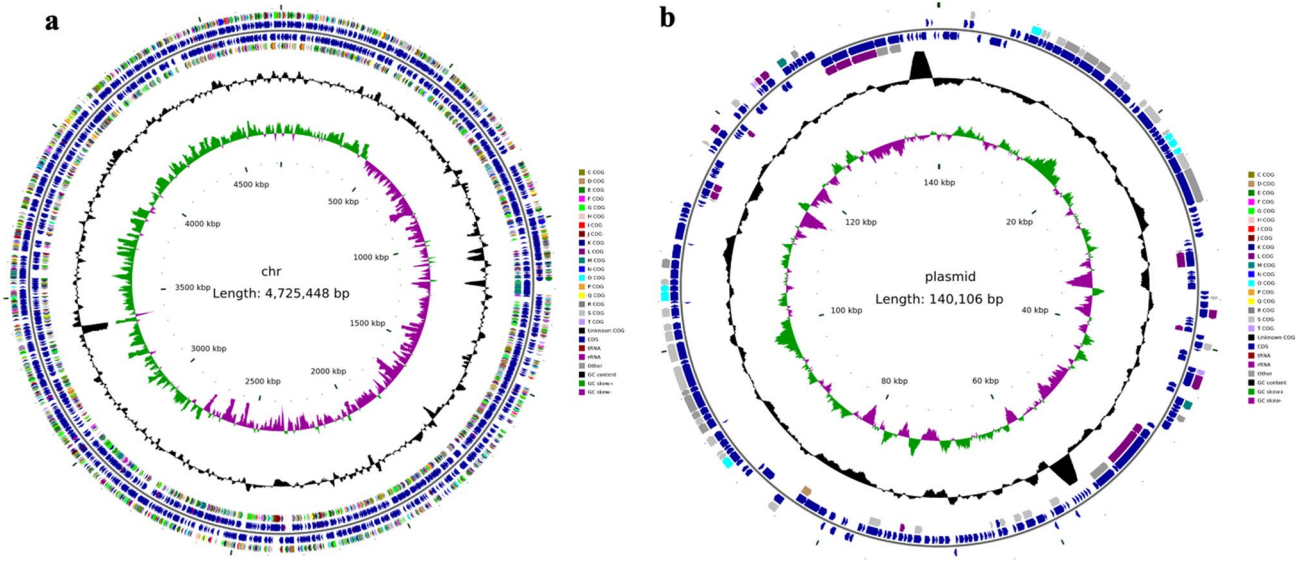 a
4500 kbp
500 kbp
4000 kbp
1000 kbp
chr
3500 kbp
Length: 4,725,448 bp
1500 kbp
3000 kbp
2500 kbp
2000 kbp
C COG
D COG
E COG
F COG
G COG
H COG
I COG
J COG
K COG
L COG
M COG
N COG
O COG
P COG
Q COG
R COG
S COG
T COG
Unknown COG
CDS
tRNA
rRNA
Other
GC content
GC skew+
GC skew-
b
140 kbp
120 kbp
20 kbp
plasmid
Length: 140,106 bp
100 kbp
40 kbp
80 kbp
60 kbp
C COG
D COG
E COG
F COG
G COG
H COG
I COG
J COG
K COG
L COG
M COG
N COG
O COG
P COG
Q COG
R COG
S COG
T COG
Unknown COG
CDS
tRNA
rRNA
Other
GC content
GC skew+
GC skew-